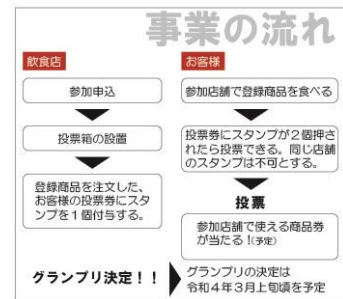 事業の流れ
飲食店
参加申込
投票箱の設置
登録商品を注文した、
お客様の投票券にスタ
ンプを１個付与する。
グランプリ決定！！
お客様
参加店舗で登録商品を食べる
投票券にスタンプが２個押さ
れたら投票できる。同じ店舗
のスタンプは不可とする。
投票
参加店舗で使える商品券
が当たる！(予定)
グランプリの決定は
令和４年３月上旬頃を予定